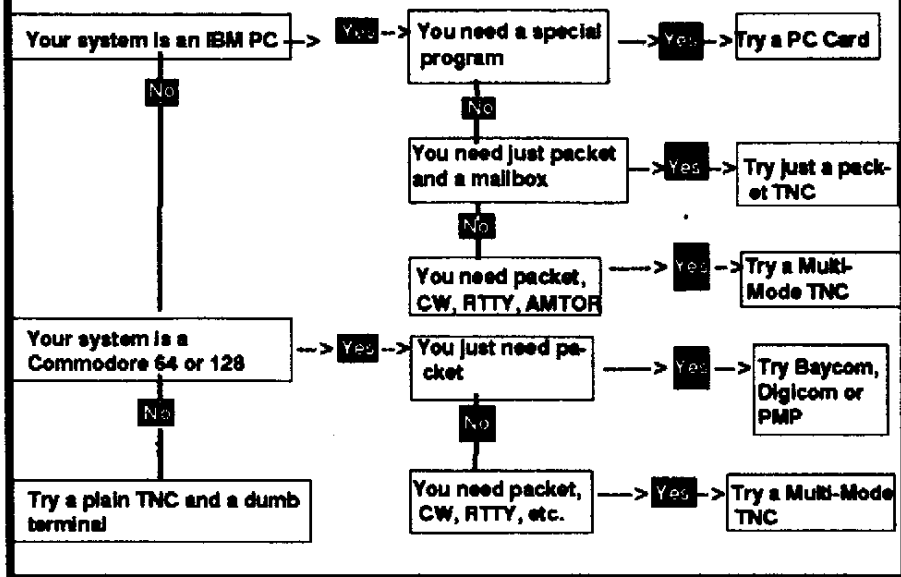 Your system is an IBM PC
Yes
You need a special
program
Yes
Try a PC Card
No
No
You need just packet
and a mailbox
Yes
Try just a pack-
et TNC
No
You need packet,
CW, RTTY, AMTOR
Yes
Try a Multi-
Mode TNC
Your system is a
Commodore 64 or 128
Yes
You just need pa-
cket
Yes
Try Baycom,
Digicom or
PMP
No
No
Try a plain TNC and a dumb
terminal
You need packet,
CW, RTTY, etc.
Yes
Try a Multi-Mode
TNC